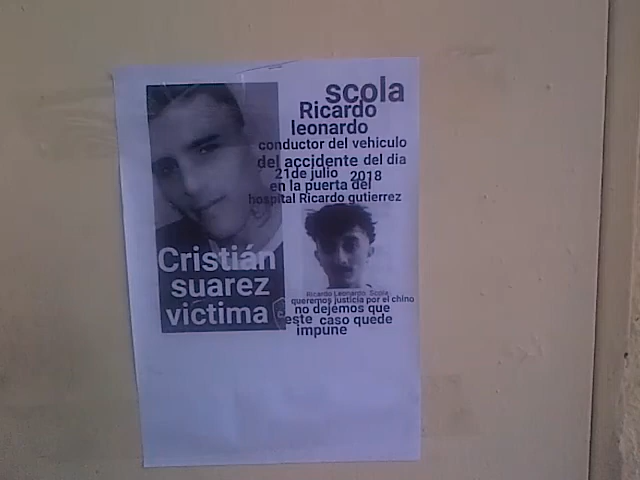 scola
Ricardo
leonardo
conductor del vehiculo
del accidente del dia
21de julio 2018
en la puerta del
hospital Ricardo gutierrez
Cristián
suarez
victima
Ricardo Leonardo Scola
queremos justicia por el chino
no dejemos que
este caso quede
impune